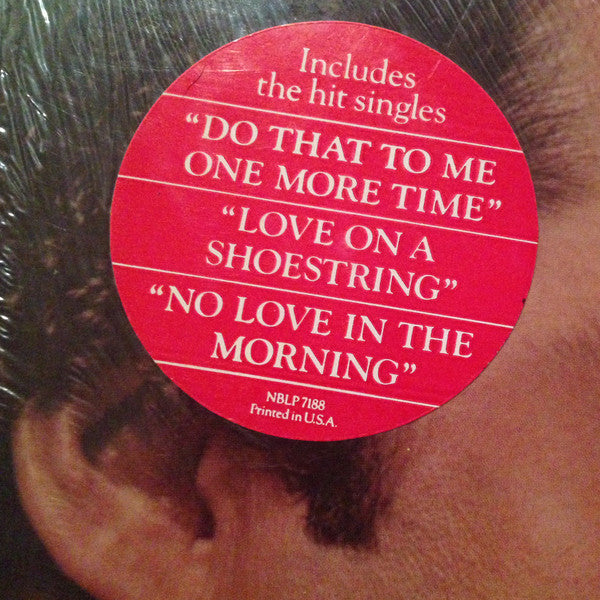 Includes
the hit singles
“DO THAT TO ME
ONE MORE TIME”
“LOVE ON A
SHOESTRING”
“NO LOVE IN THE
MORNING”
NBLP 7188
Printed in U.S.A.